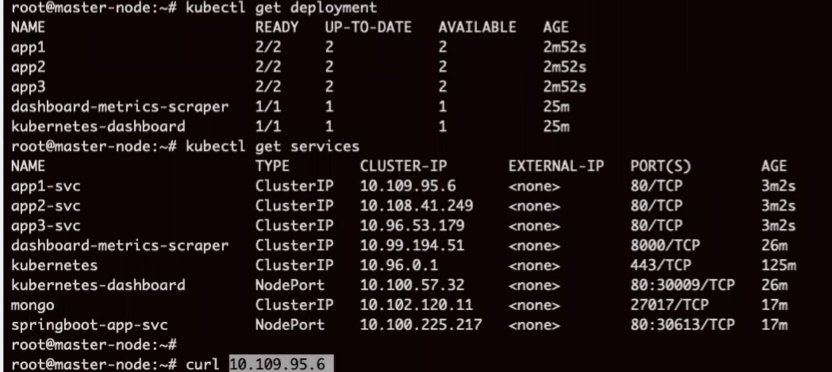 root@master-node:~# kubectl get deployment
NAME READY UP-TO-DATE AVAILABLE AGE
app1 2/2 2 2 2m52s
app2 2/2 2 2 2m52s
app3 2/2 2 2 2m52s
dashboard-metrics-scraper 1/1 1 1 25m
kubernetes-dashboard 1/1 1 1 25m
root@master-node:~# kubectl get services
NAME TYPE CLUSTER-IP EXTERNAL-IP PORT(S) AGE
app1-svc ClusterIP 10.109.95.6 <none> 80/TCP 3m2s
app2-svc ClusterIP 10.108.41.249 <none> 80/TCP 3m2s
app3-svc ClusterIP 10.96.53.179 <none> 80/TCP 3m2s
dashboard-metrics-scraper ClusterIP 10.99.194.51 <none> 8000/TCP 26m
kubernetes ClusterIP 10.96.0.1 <none> 443/TCP 125m
kubernetes-dashboard NodePort 10.100.57.32 <none> 80:30009/TCP 26m
mongo ClusterIP 10.102.120.11 <none> 27017/TCP 17m
springboot-app-svc NodePort 10.100.225.217 <none> 80:30613/TCP 17m
root@master-node:~#
root@master-node:~# curl 10.109.95.6